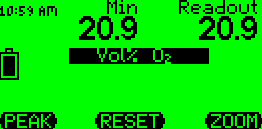 10:59 AM Min Readout
20.9 20.9
Vol% O₂
(PEAK) (RESET) (ZOOM)